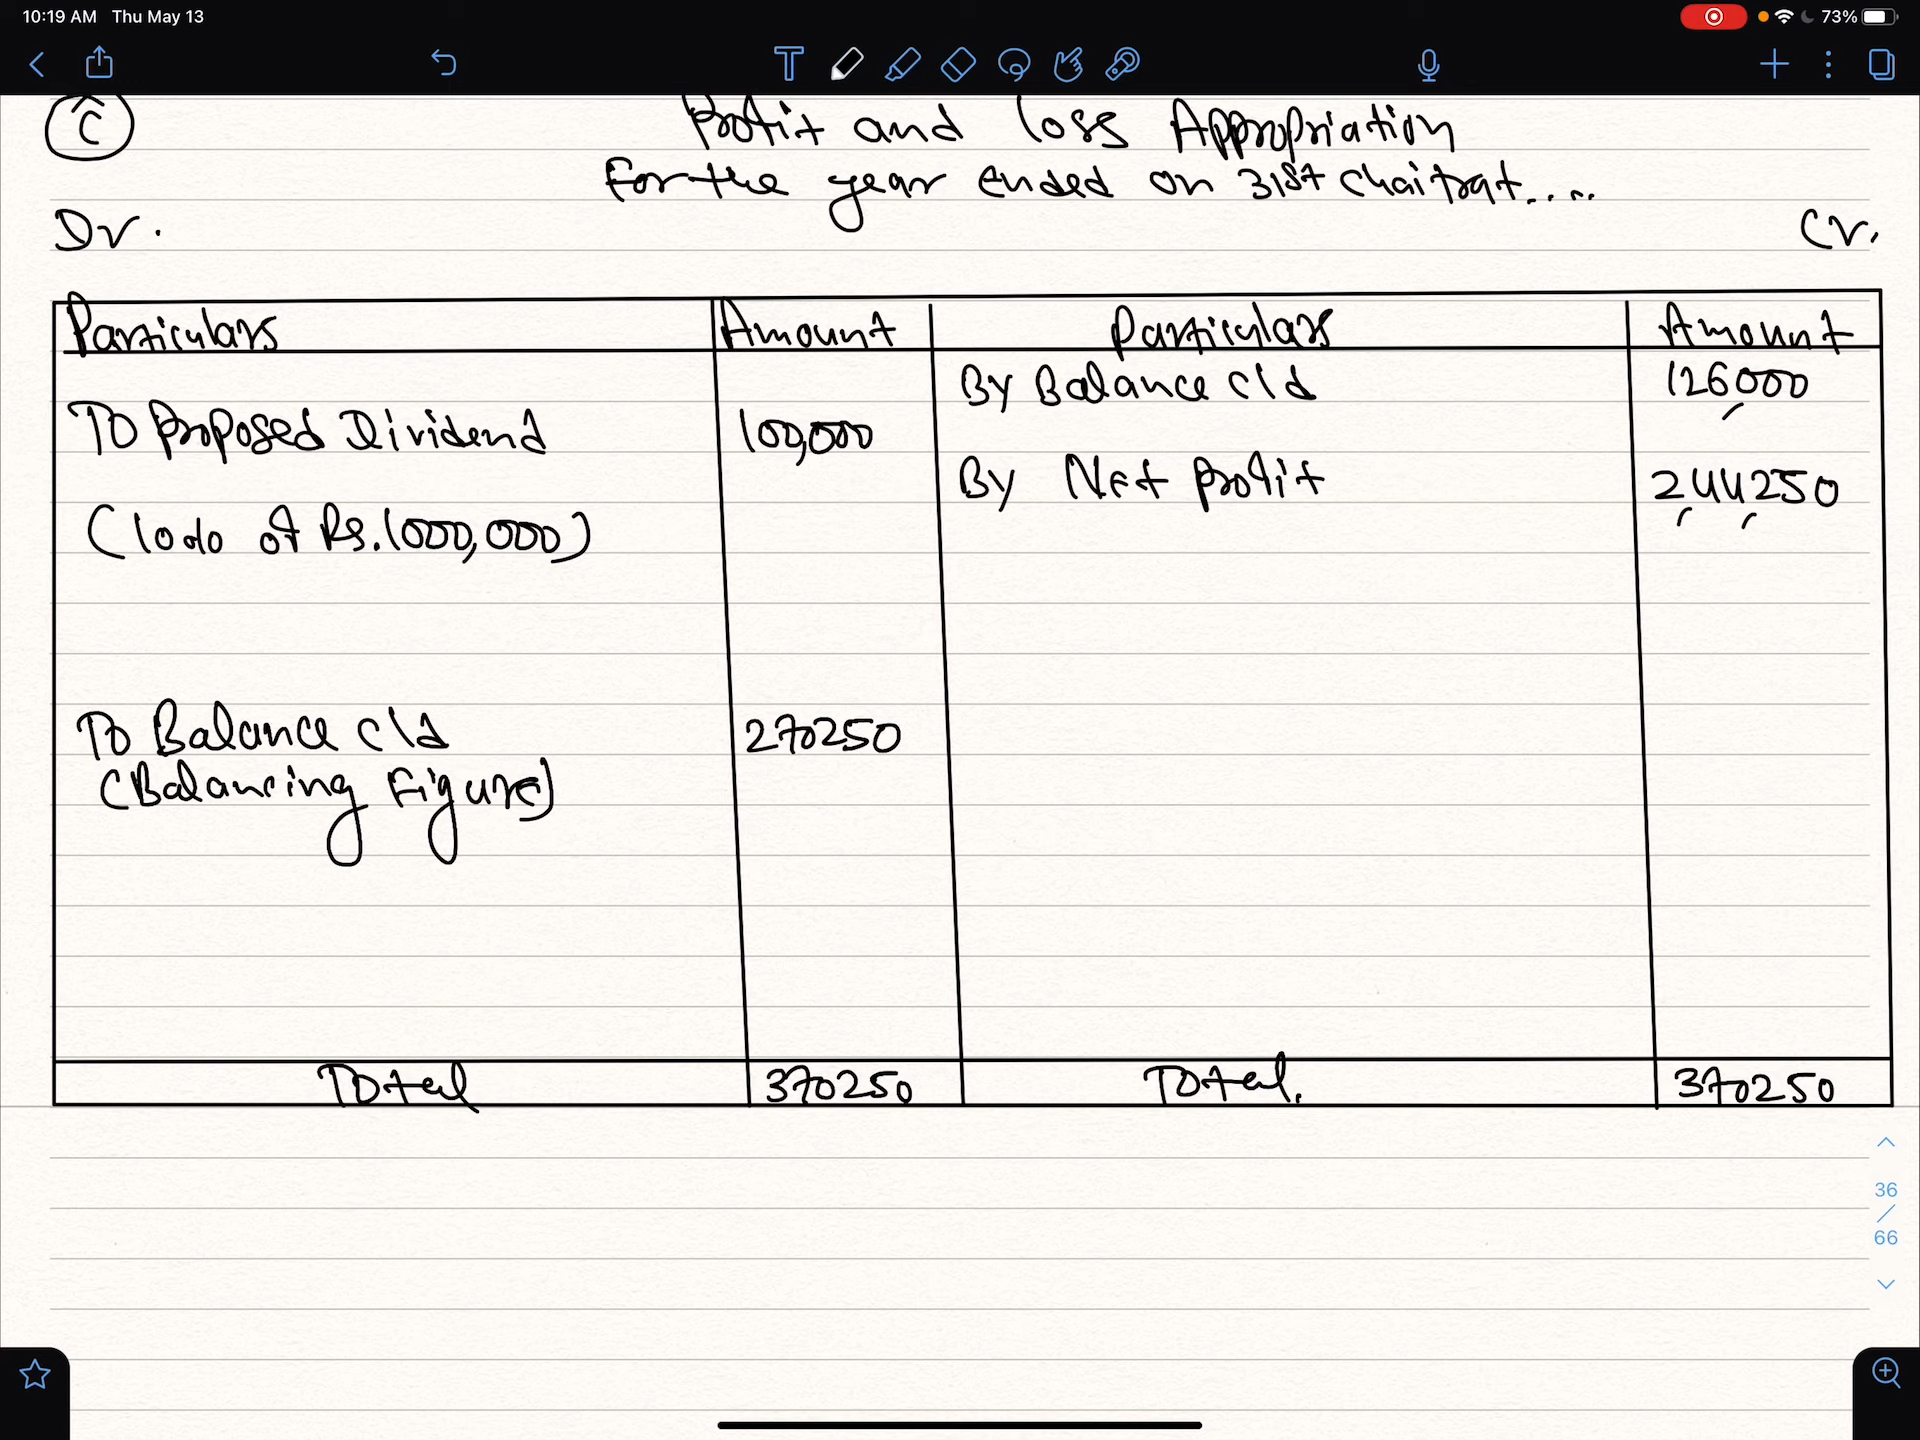 10:19 AM Thu May 13
73%
C
Profit and loss Appropriation
For the year ended on 31st Chaitrat.....
Dr. Cr.
Particulars Amount Particulars Amount
By Balance c/d 126000
To Proposed Dividend 100,000
By Net profit 244250
(10% of Rs.1000,000)
To Balance c/d 270250
(Balancing Figure)
Total 370250 Total. 370250
36
/
66